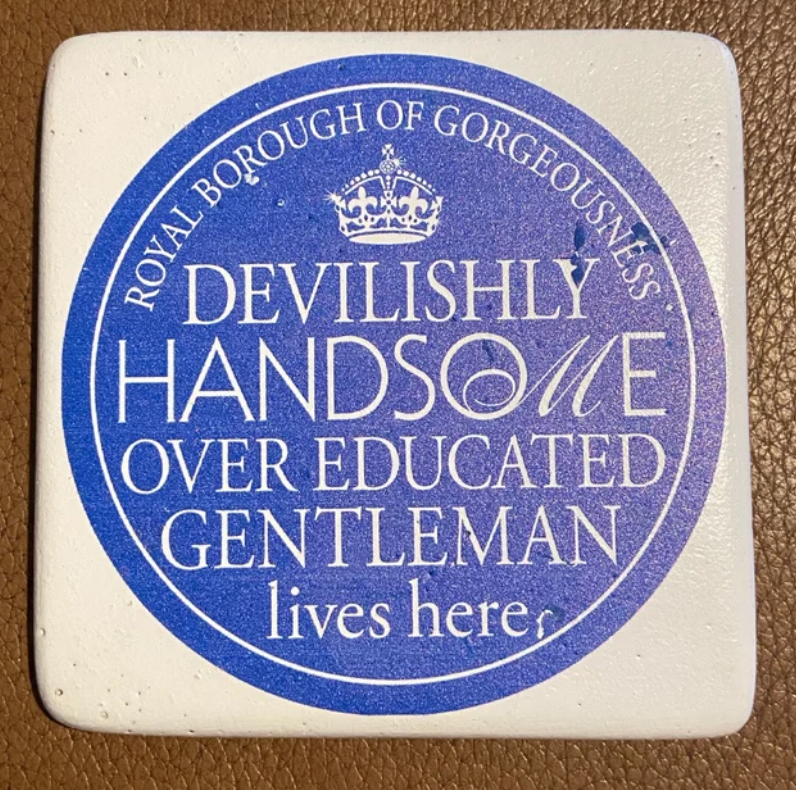 ROYAL BOROUGH OF GORGEOUSNESS
DEVILISHLY
HANDSOME
OVER EDUCATED
GENTLEMAN
lives here